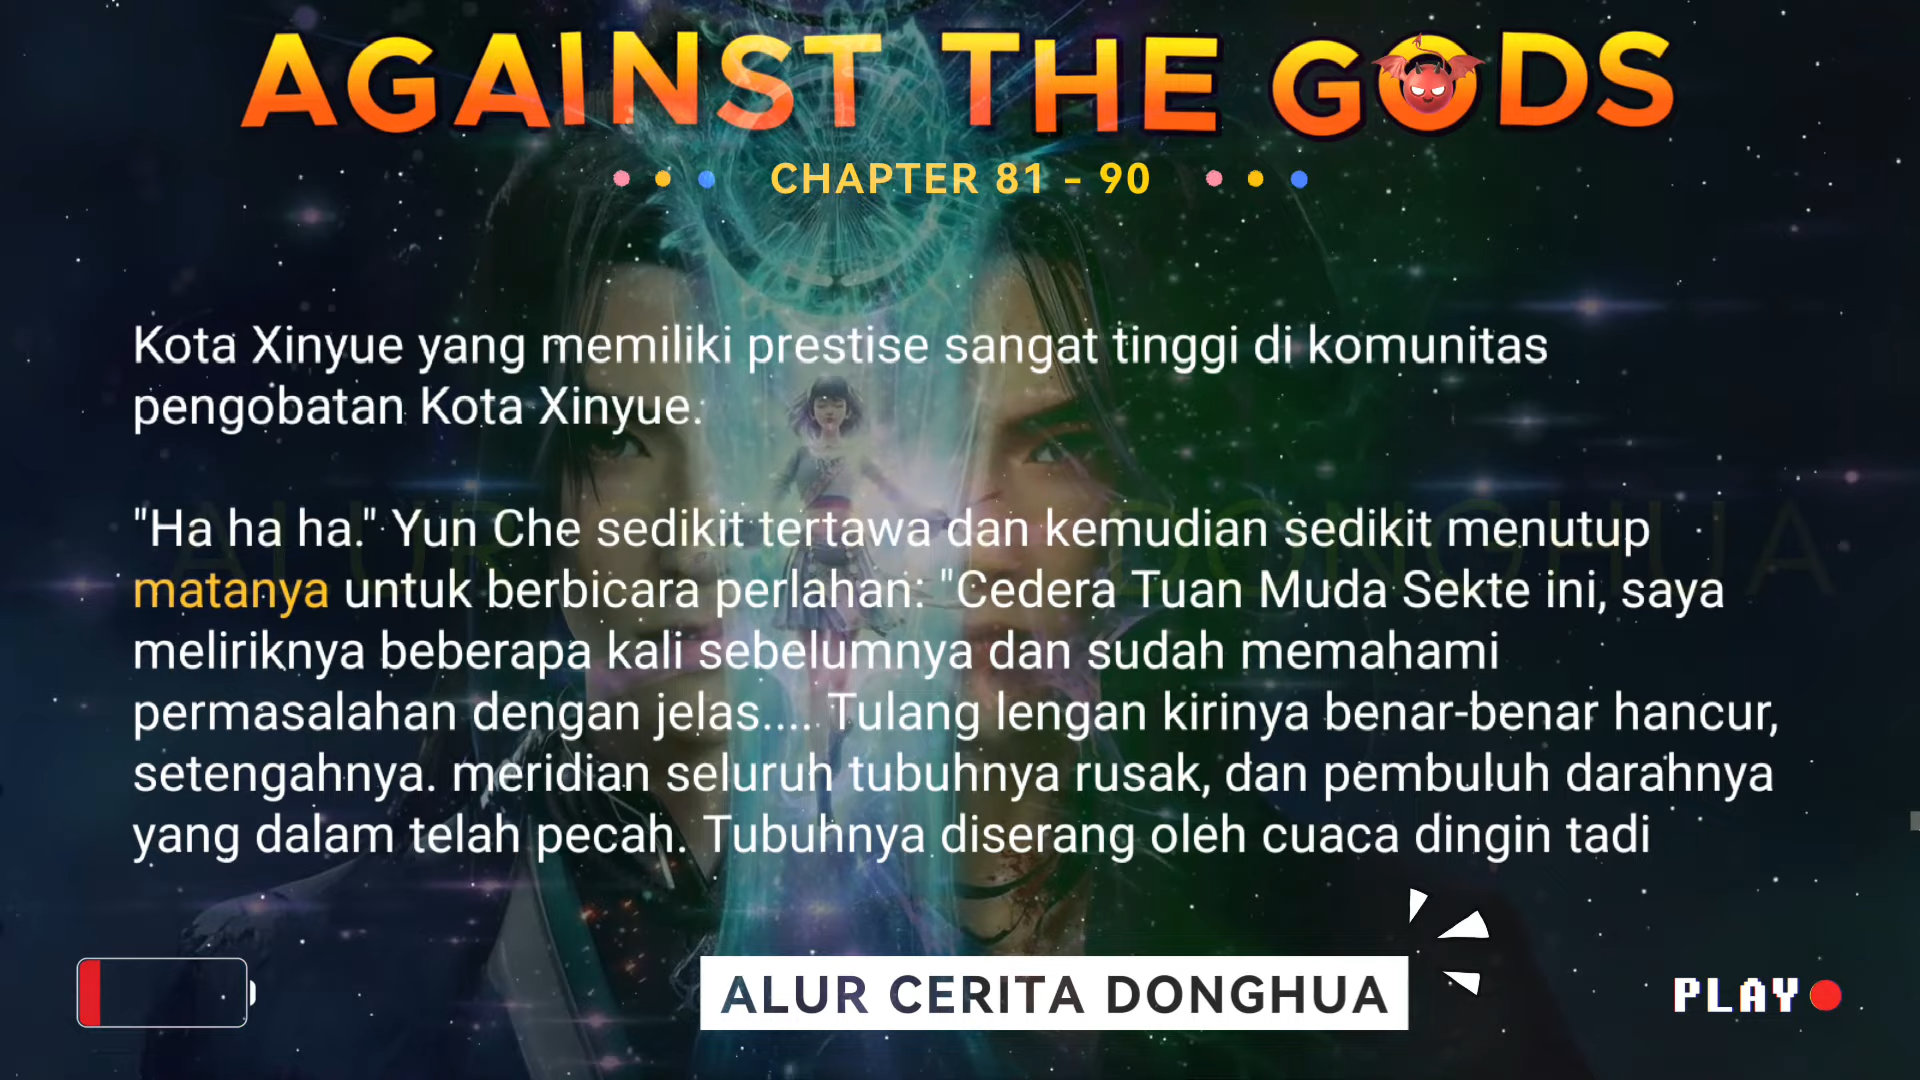 AGAINST THE GODS
CHAPTER 81 - 90
Kota Xinyue yang memiliki prestise sangat tinggi di komunitas
pengobatan Kota Xinyue.
"Ha ha ha." Yun Che sedikit tertawa dan kemudian sedikit menutup
matanya untuk berbicara perlahan: "Cedera Tuan Muda Sekte ini, saya
meliriknya beberapa kali sebelumnya dan sudah memahami
permasalahan dengan jelas.... Tulang lengan kirinya benar-benar hancur,
setengahnya. meridian seluruh tubuhnya rusak, dan pembuluh darahnya
yang dalam telah pecah. Tubuhnya diserang oleh cuaca dingin tadi
ALUR CERITA DONGHUA
PLAY